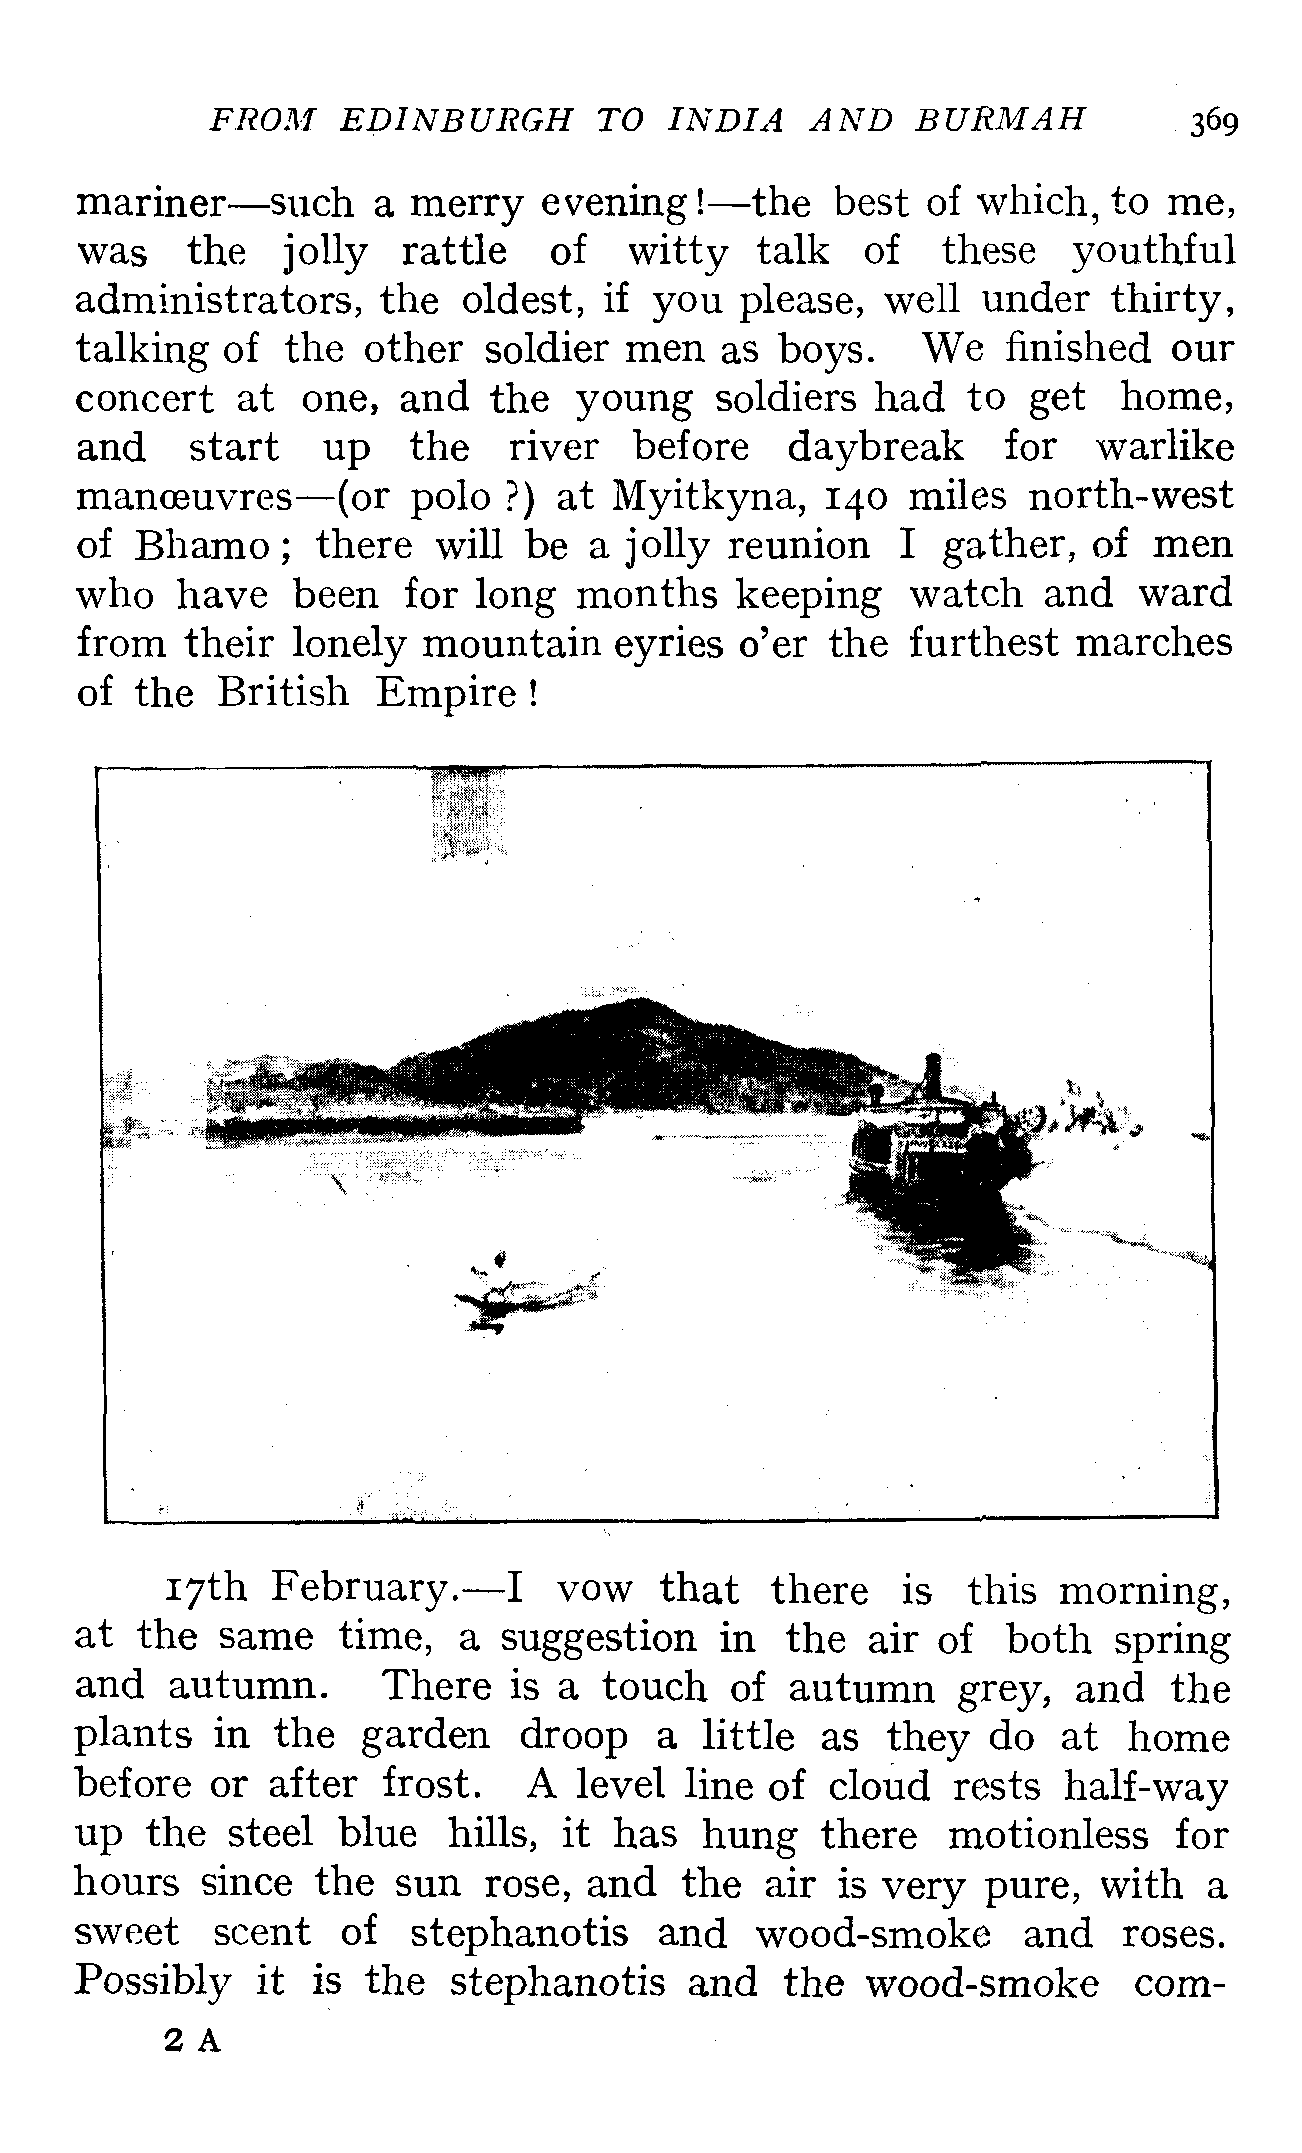 FROM EDINBURGH TO INDIA AND BURMAH 369
mariner—such a merry evening!—the best of which, to me,
was the jolly rattle of witty talk of these youthful
administrators, the oldest, if you please, well under thirty,
talking of the other soldier men as boys. We finished our
concert at one, and the young soldiers had to get home,
and start up the river before daybreak for warlike
manœuvres—(or polo ?) at Myitkyna, 140 miles north-west
of Bhamo ; there will be a jolly reunion I gather, of men
who have been for long months keeping watch and ward
from their lonely mountain eyries o'er the furthest marches
of the British Empire !
17th February.—I vow that there is this morning,
at the same time, a suggestion in the air of both spring
and autumn. There is a touch of autumn grey, and the
plants in the garden droop a little as they do at home
before or after frost. A level line of cloud rests half-way
up the steel blue hills, it has hung there motionless for
hours since the sun rose, and the air is very pure, with a
sweet scent of stephanotis and wood-smoke and roses.
Possibly it is the stephanotis and the wood-smoke com-
2 A